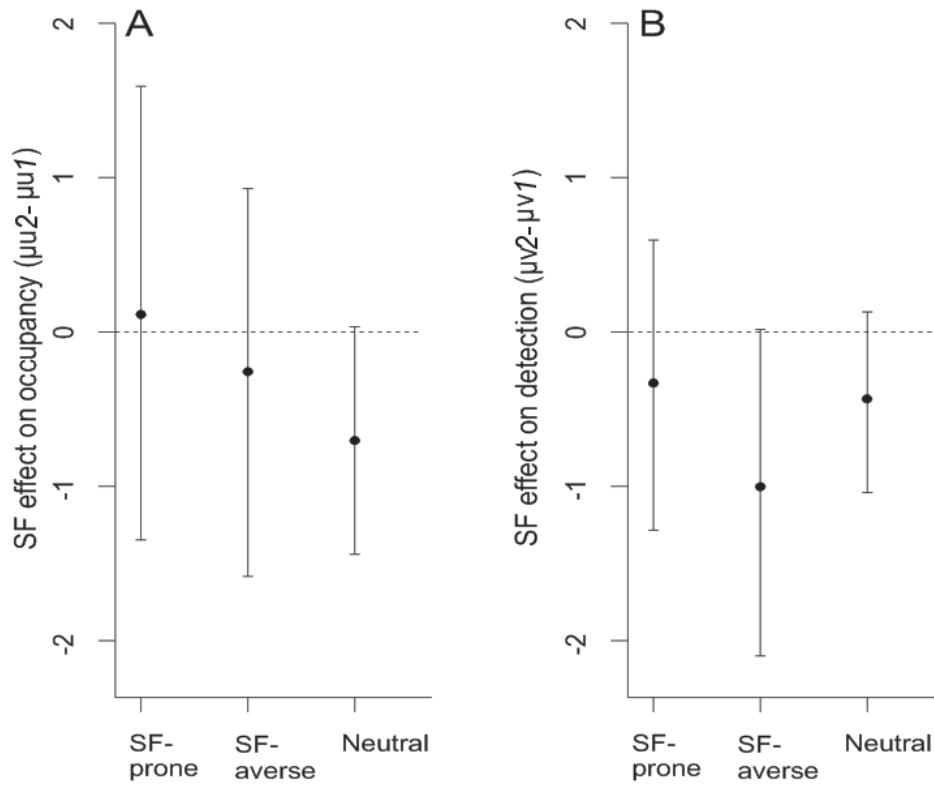 A
SF effect on occupancy (μu2- μu1)
2
1
0
-1
-2
SF-
prone
SF-
averse
Neutral
B
SF effect on detection (μv2- μv1)
2
1
0
-1
-2
SF-
prone
SF-
averse
Neutral